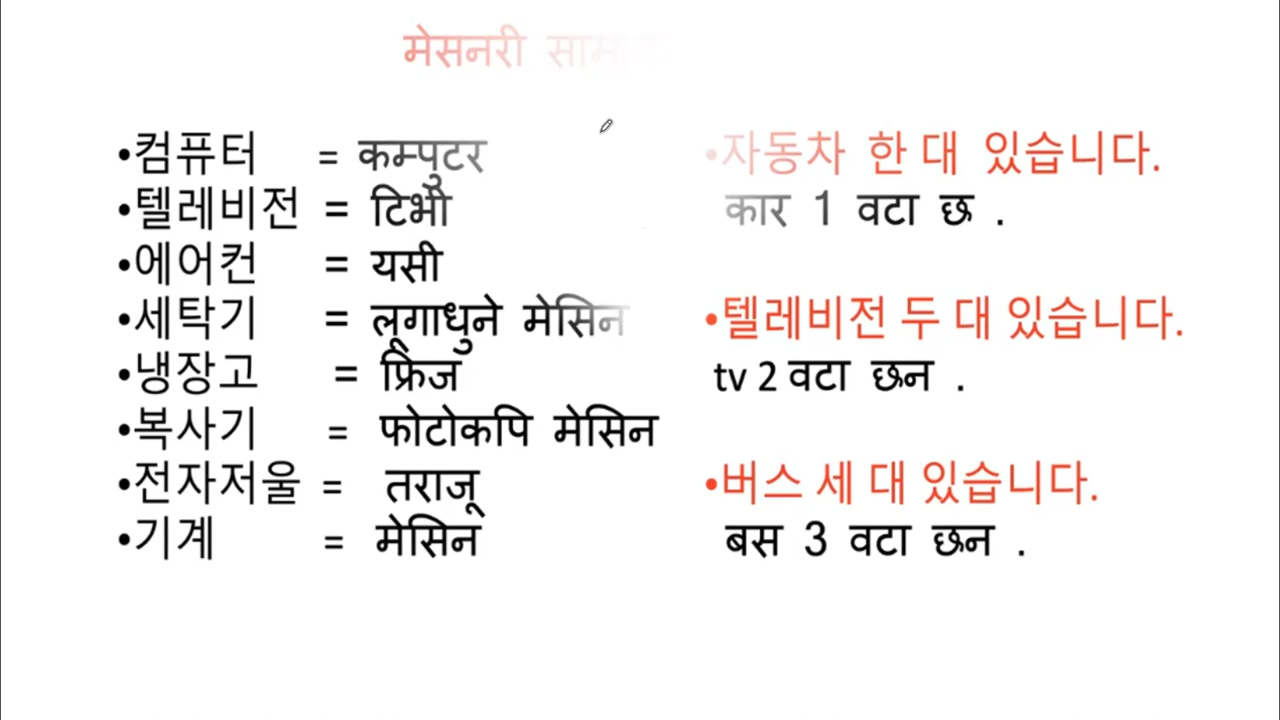 मेसनरी
•컴퓨터 = कम्पुटर
•텔레비전 = टिभी
•에어컨 = यसी
•세탁기 = लूगाधुने मेसिन
•냉장고 = फ्रिज
•복사기 = फोटोकपि मेसिन
•전자저울 = तराजू
•기계 = मेसिन
•자동차 한 대 있습니다.
कार 1 वटा छ .
•텔레비전 두 대 있습니다.
tv 2 वटा छन .
•버스 세 대 있습니다.
बस 3 वटा छन .